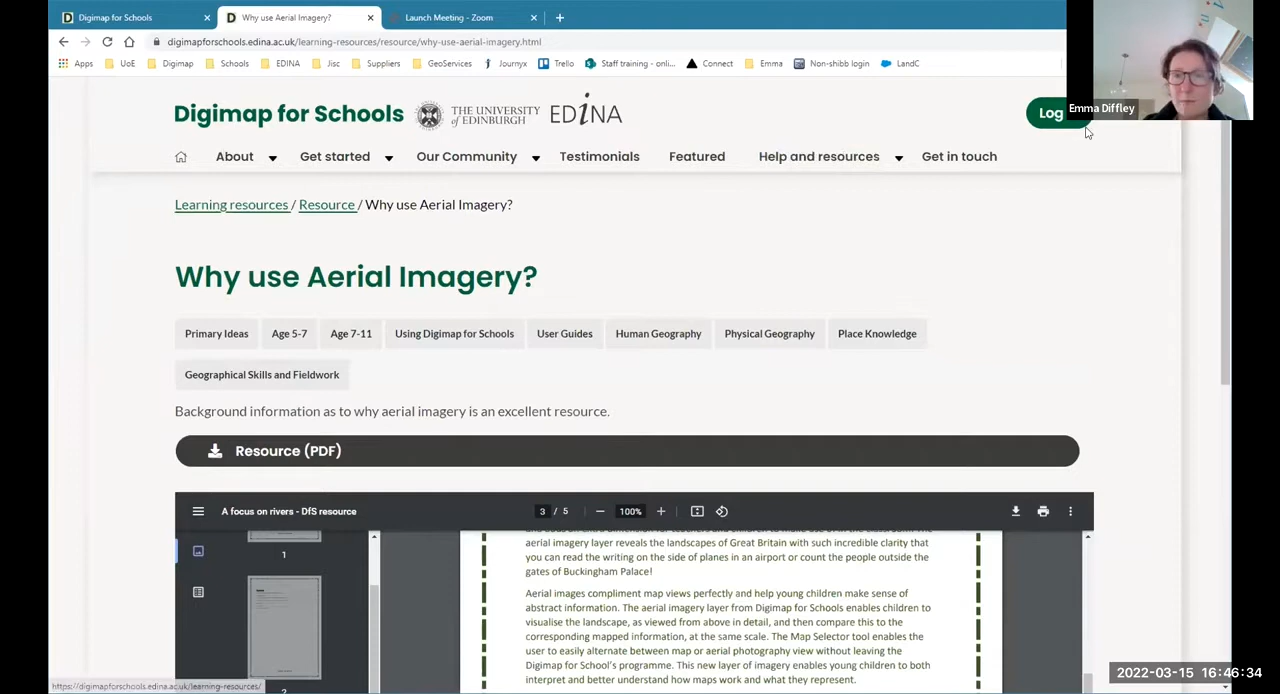 Digimap for Schools
Why use Aerial Imagery?
Launch Meeting - Zoom
digimapforschools.edina.ac.uk/learning-resources/resource/why-use-aerial-imagery.html
Apps UoE Digimap Schools EDINA Jisc Suppliers GeoServices Journyx Trello Staff training - onli... Connect Emma Non-shibb login LandC
Emma Diffley
Digimap for Schools THE UNIVERSITY of EDINBURGH EDINA
Log
About Get started Our Community Testimonials Featured Help and resources Get in touch
Learning resources / Resource / Why use Aerial Imagery?
Why use Aerial Imagery?
Primary Ideas Age 5-7 Age 7-11 Using Digimap for Schools User Guides Human Geography Physical Geography Place Knowledge
Geographical Skills and Fieldwork
Background information as to why aerial imagery is an excellent resource.
Resource (PDF)
A focus on rivers - DfS resource 3 / 5 100%
1
2
aerial imagery layer reveals the landscapes of Great Britain with such incredible clarity that
you can read the writing on the side of planes in an airport or count the people outside the
gates of Buckingham Palace!
Aerial images compliment map views perfectly and help young children make sense of
abstract information. The aerial imagery layer from Digimap for Schools enables children to
visualise the landscape, as viewed from above in detail, and then compare this to the
corresponding mapped information, at the same scale. The Map Selector tool enables the
user to easily alternate between map or aerial photography view without leaving the
Digimap for School's programme. This new layer of imagery enables young children to both
interpret and better understand how maps work and what they represent.
https://digimapforschools.edina.ac.uk/learning-resources/
2022-03-15 16:46:34